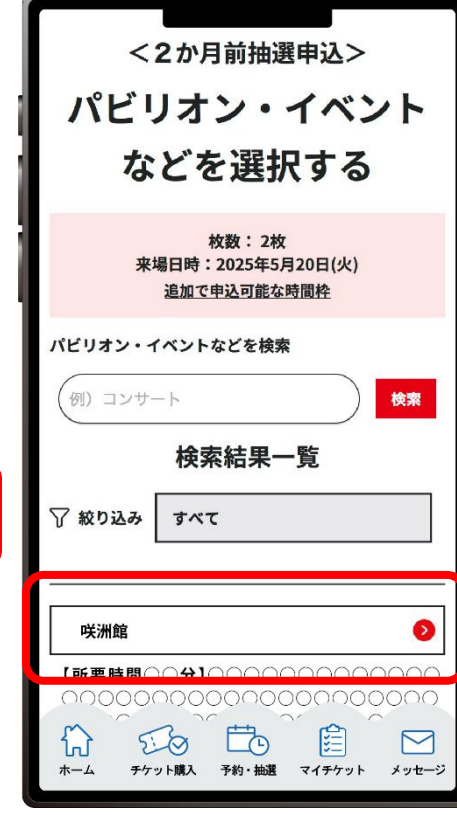 ＜２か月前抽選申込＞
パビリオン・イベント
などを選択する
枚数： 2枚
来場日時：2025年5月20日(火)
追加で申込可能な時間枠
パビリオン・イベントなどを検索
例）コンサート
検索
検索結果一覧
絞り込み
すべて
咲洲館
【所要時間○○分】○○○○○○○○○○○○○
○○○○○○○○○○○○○○○○○○○○○
ホーム
チケット購入
予約・抽選
マイチケット
メッセージ